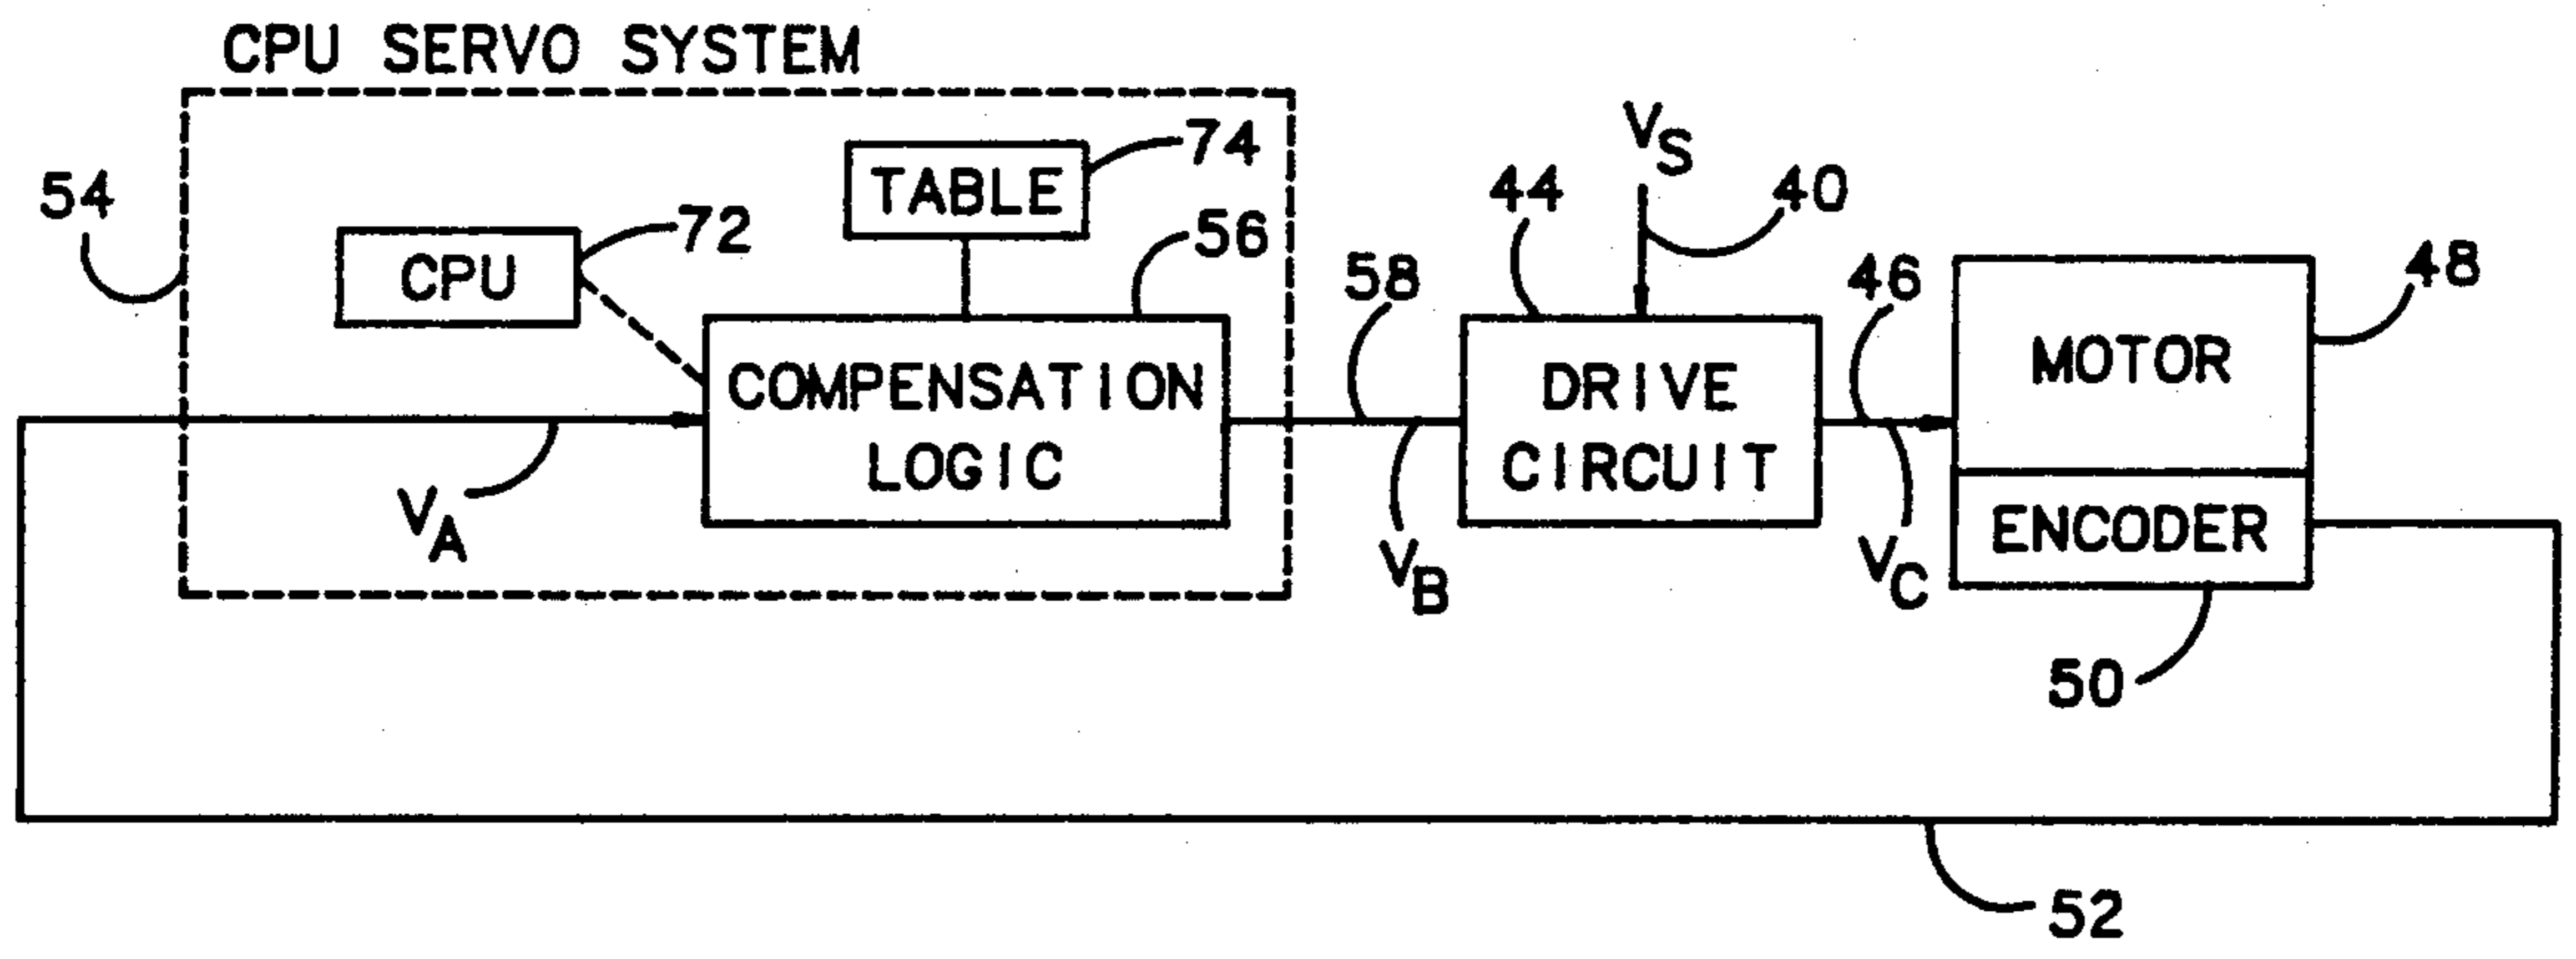 CPU SERVO SYSTEM
54
CPU
72
TABLE
74
56
COMPENSATION
LOGIC
VA
58
VB
44
VS
40
DRIVE
CIRCUIT
46
VC
48
MOTOR
ENCODER
50
52